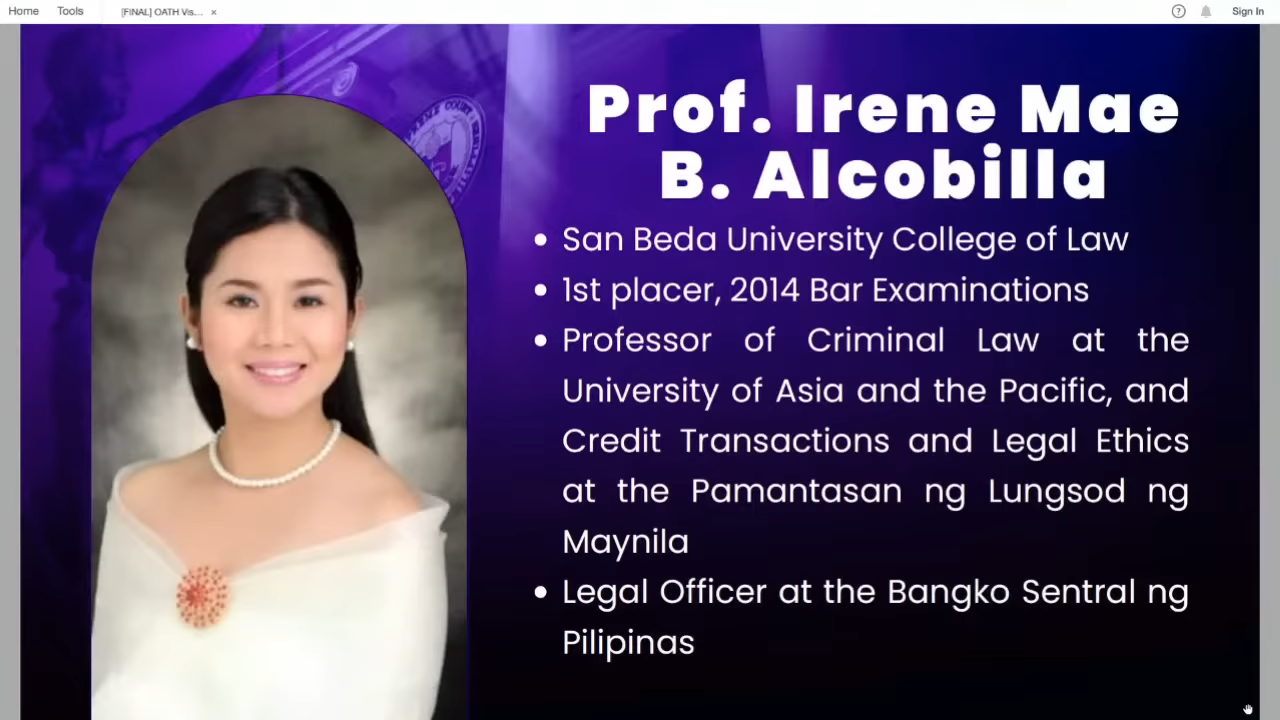 Home Tools [FINAL] OATH Vis... × Sign In
Prof. Irene Mae
B. Alcobilla
• San Beda University College of Law
• 1st placer, 2014 Bar Examinations
• Professor of Criminal Law at the
University of Asia and the Pacific, and
Credit Transactions and Legal Ethics
at the Pamantasan ng Lungsod ng
Maynila
• Legal Officer at the Bangko Sentral ng
Pilipinas